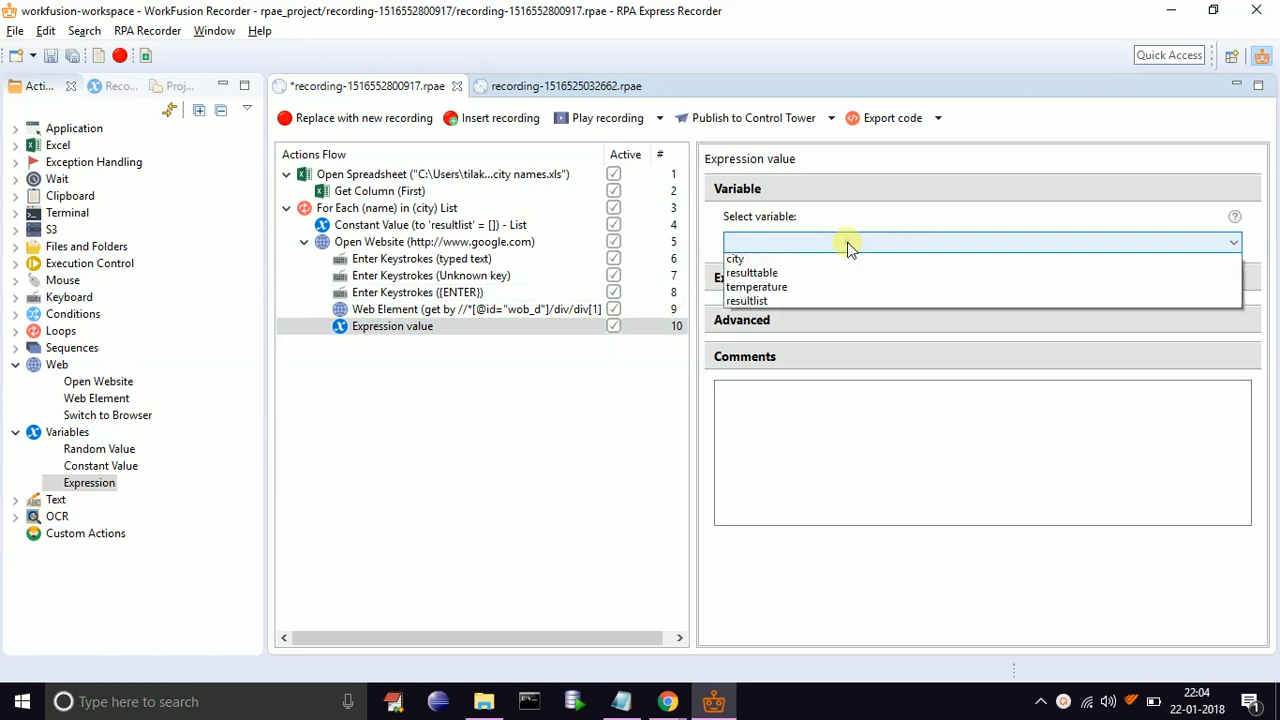 workfusion-workspace - WorkFusion Recorder - rpae_project/recording-1516552800917/recording-1516552800917.rpae - RPA Express Recorder
File Edit Search RPA Recorder Window Help
Quick Access
Acti... Reco... Proj...
*recording-1516552800917.rpae recording-1516525032662.rpae
Replace with new recording Insert recording Play recording Publish to Control Tower Export code
Application
Excel
Exception Handling
Wait
Clipboard
Terminal
S3
Files and Folders
Execution Control
Mouse
Keyboard
Conditions
Loops
Sequences
Web
Open Website
Web Element
Switch to Browser
Variables
Random Value
Constant Value
Expression
Text
OCR
Custom Actions
Actions Flow Active #
Open Spreadsheet ("C:\Users\tilak...city names.xls") 1
Get Column (First) 2
For Each (name) in (city) List 3
Constant Value (to 'resultlist' = []) - List 4
Open Website (http://www.google.com) 5
Enter Keystrokes (typed text) 6
Enter Keystrokes (Unknown key) 7
Enter Keystrokes ({ENTER}) 8
Web Element (get by //*[@id="wob_d"]/div/div[1] 9
Expression value 10
Expression value
Variable
Select variable:
city
resulttable
temperature
resultlist
Advanced
Comments
Type here to search
22:04
22-01-2018
1